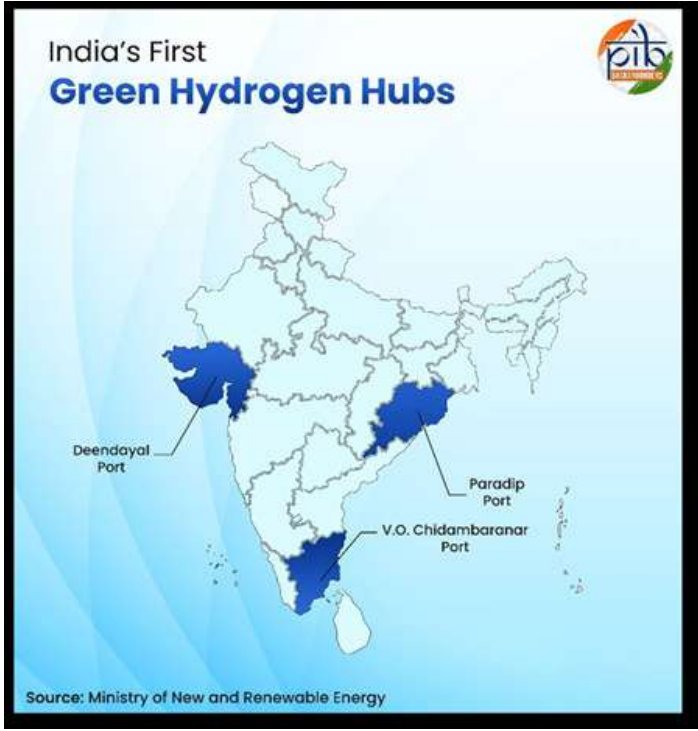 India's First
Green Hydrogen Hubs
pib
Deendayal
Port
Paradip
Port
V.O. Chidambaranar
Port
Source: Ministry of New and Renewable Energy